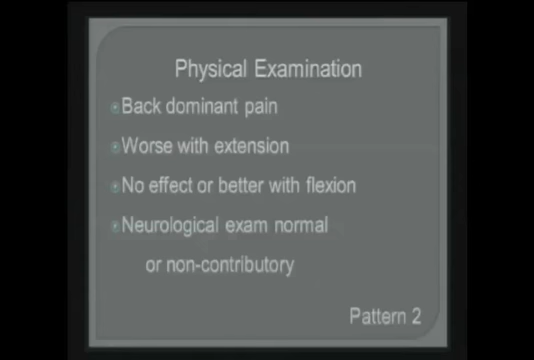 Physical Examination
Back dominant pain
Worse with extension
No effect or better with flexion
Neurological exam normal
or non-contributory
Pattern 2